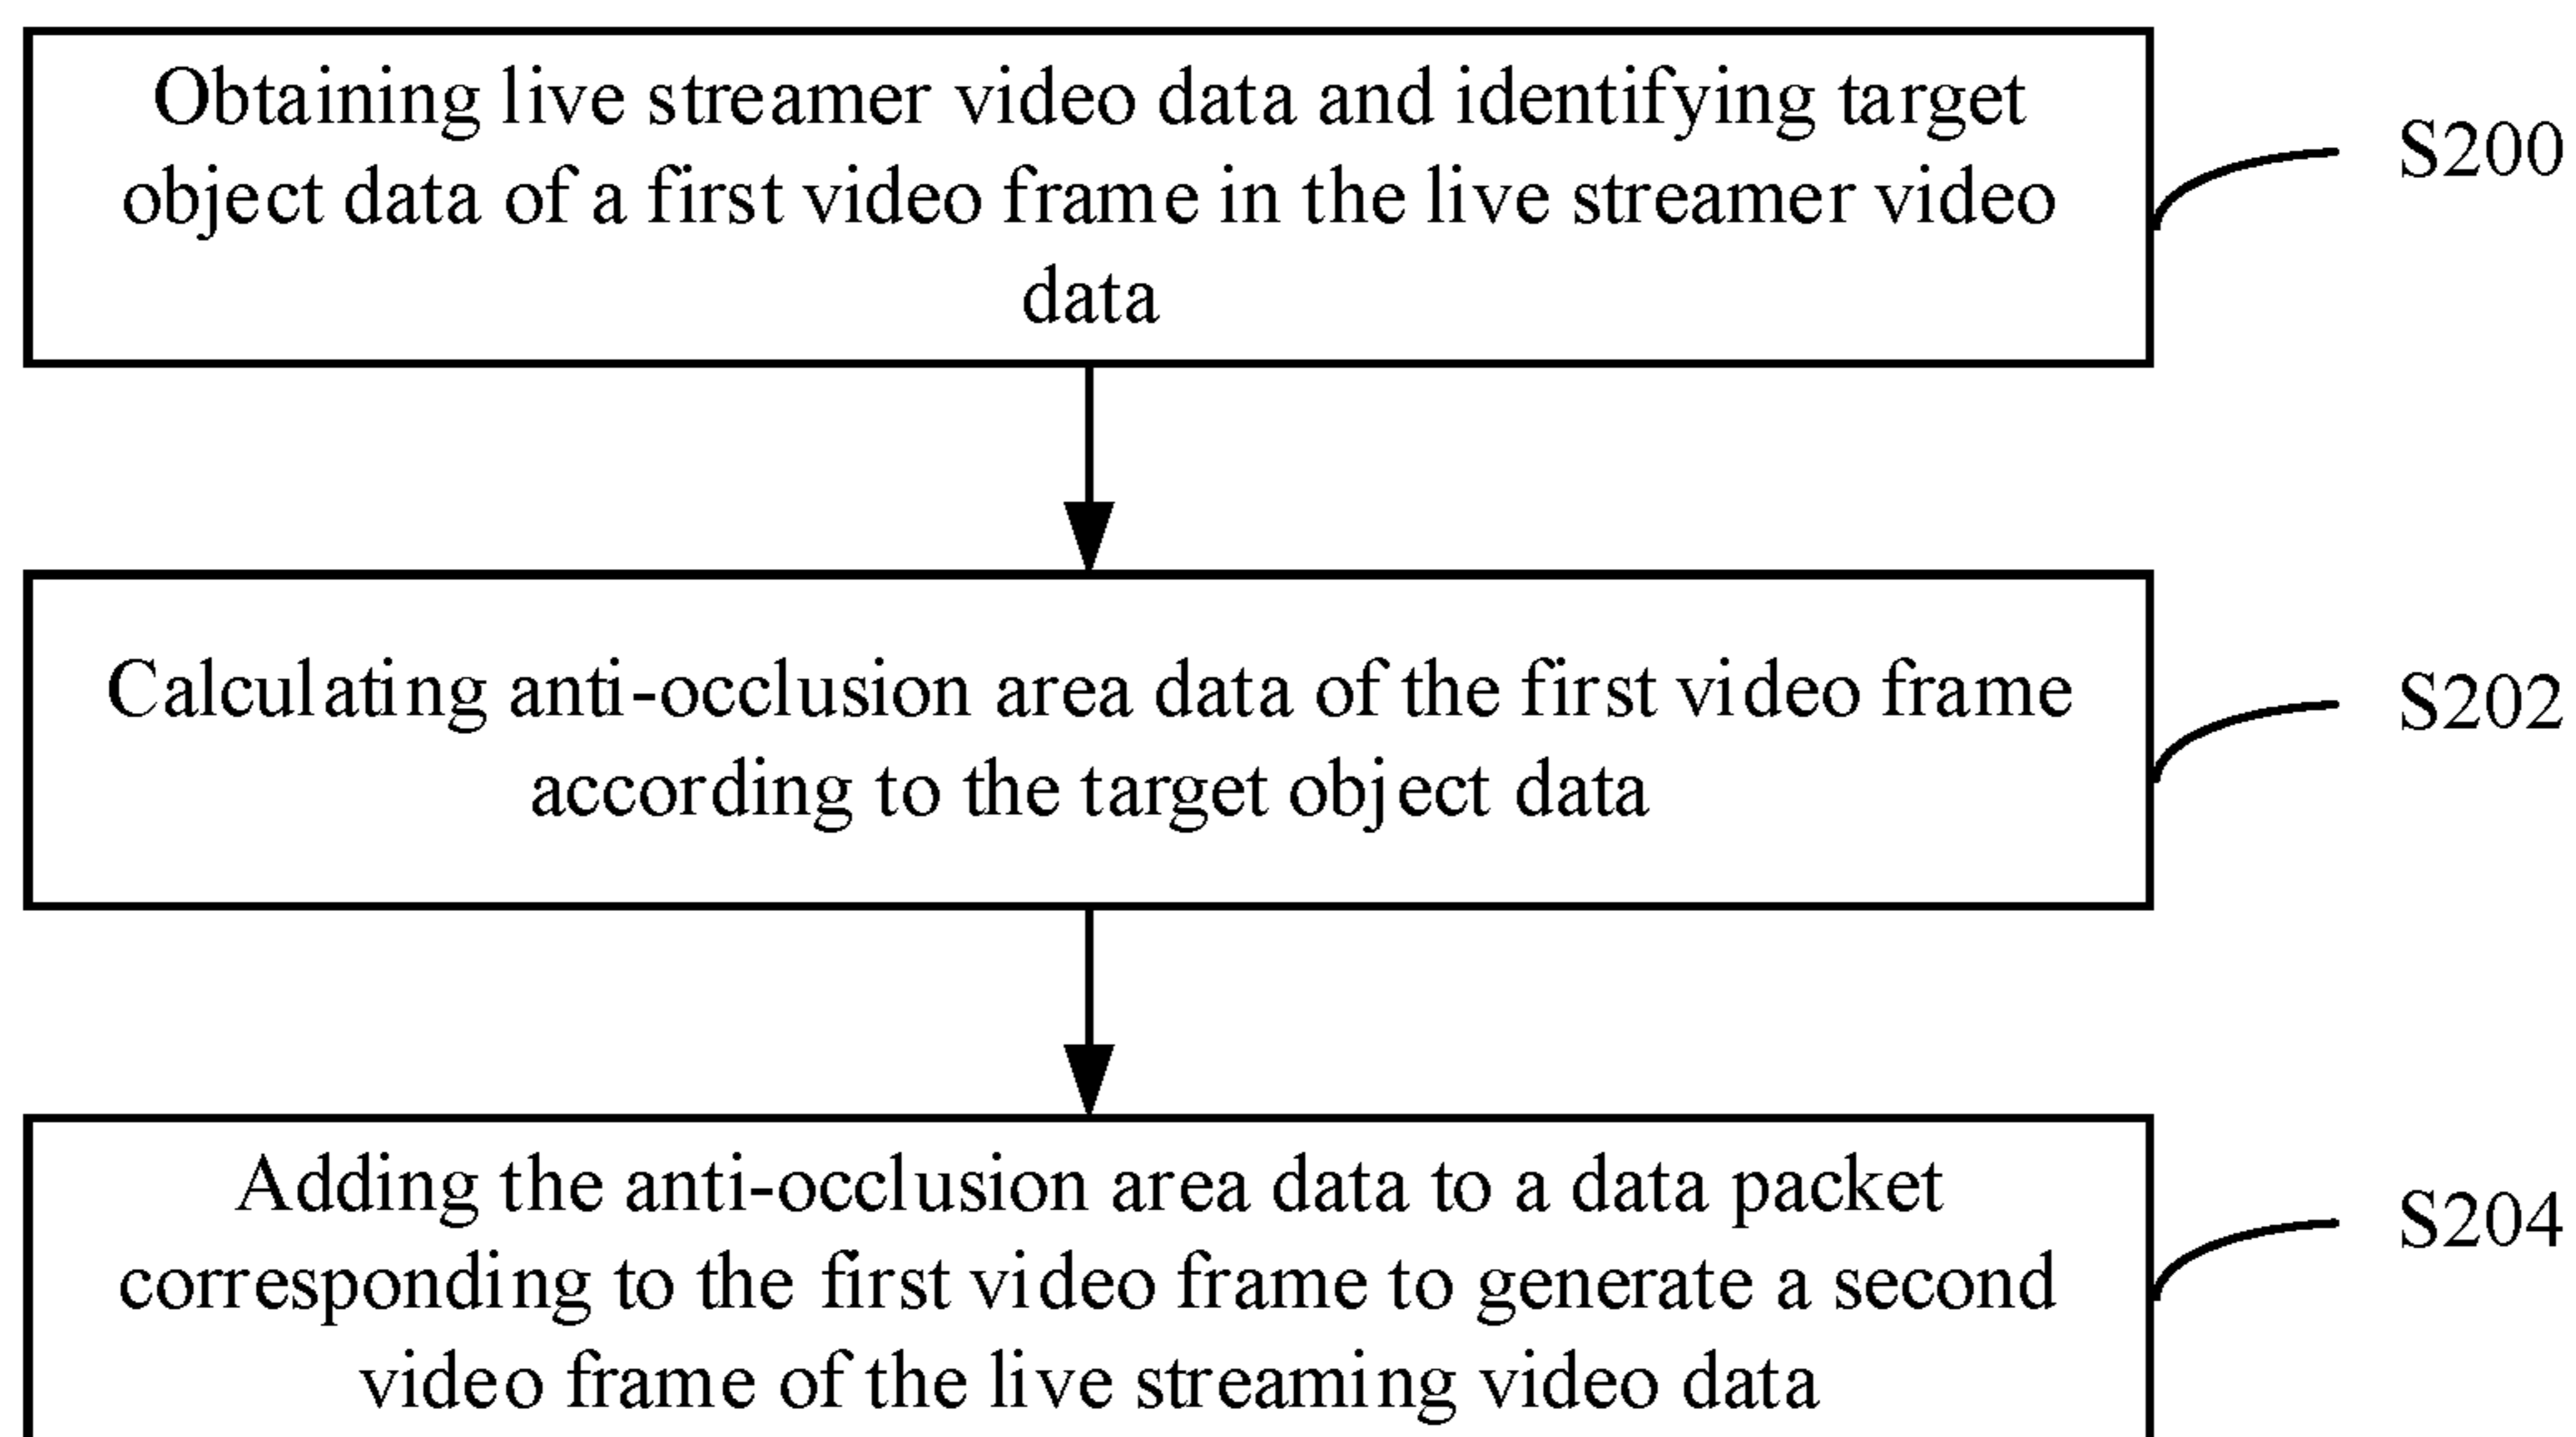 Obtaining live streamer video data and identifying target
object data of a first video frame in the live streamer video
data
S200
Calculating anti-occlusion area data of the first video frame
according to the target object data
S202
Adding the anti-occlusion area data to a data packet
corresponding to the first video frame to generate a second
video frame of the live streaming video data
S204